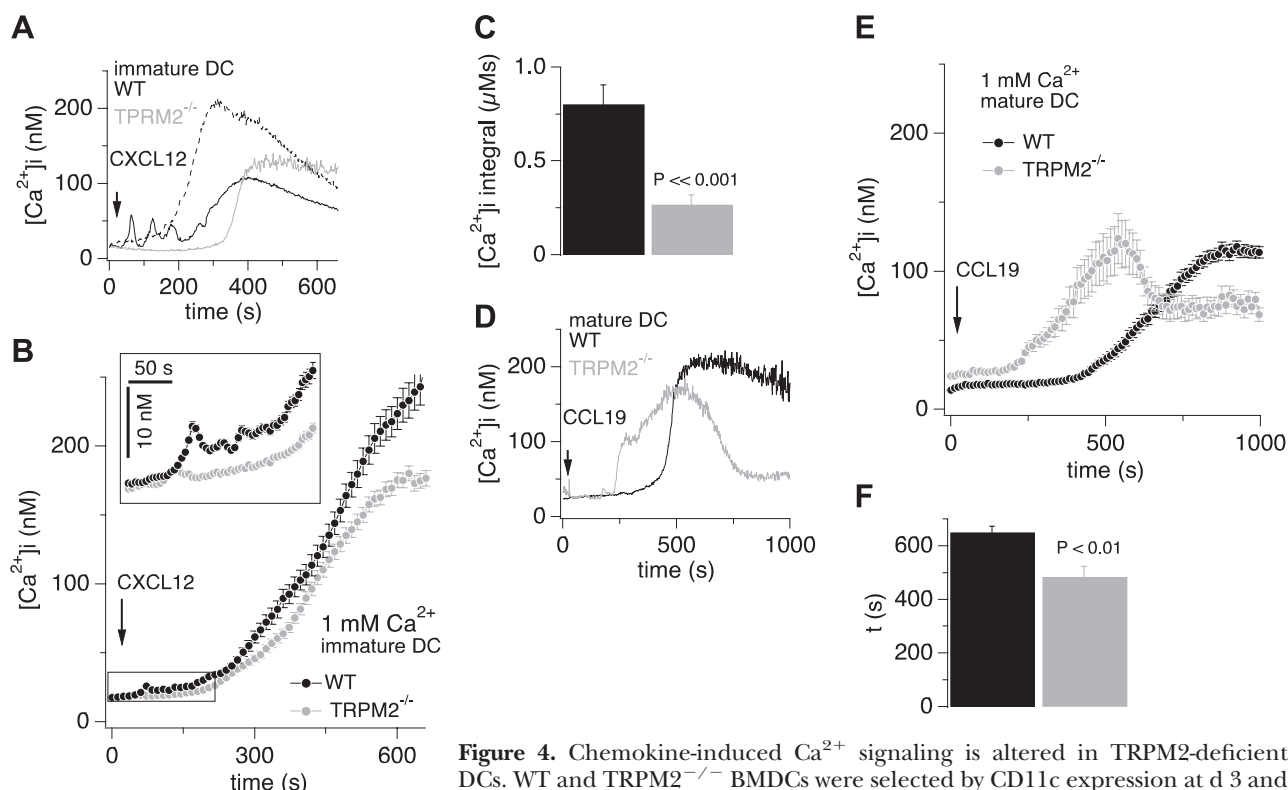 A
immature DC
WT
TPRM2-/-
CXCL12
[Ca2+]i (nM)
200
100
0
0 200 400 600
time (s)
B
50 s
10 nM
[Ca2+]i (nM)
200
100
0
CXCL12
1 mM Ca2+
immature DC
WT
TRPM2-/-
0 300 600
time (s)
C
[Ca2+]i integral (µMs)
1.0
0.5
0
P << 0.001
D
mature DC
WT
TRPM2-/-
CCL19
[Ca2+]i (nM)
200
100
0
0 500 1000
time (s)
E
1 mM Ca2+
mature DC
WT
TRPM2-/-
CCL19
[Ca2+]i (nM)
200
100
0
0 500 1000
time (s)
F
t (s)
600
400
200
0
P < 0.01
Figure 4. Chemokine-induced Ca2+ signaling is altered in TRPM2-deficient
DCs. WT and TRPM2−/− BMDCs were selected by CD11c expression at d 3 and